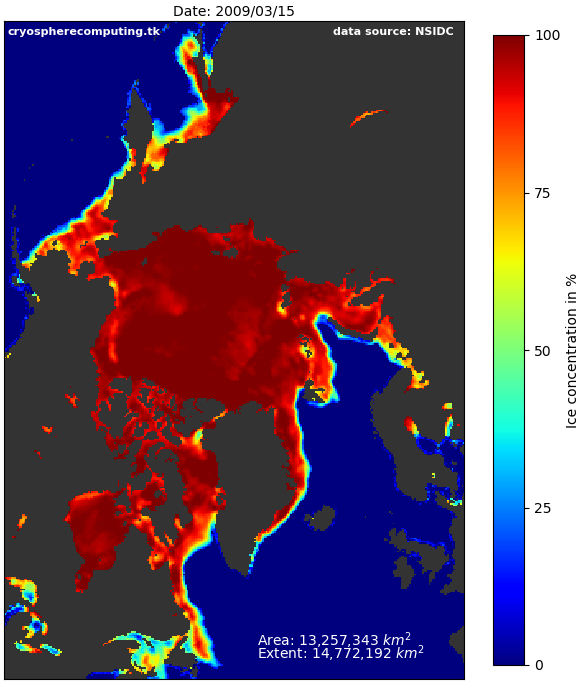 Date: 2009/03/15
cryospherecomputing.tk
data source: NSIDC
100
75
50
25
0
Ice concentration in %
Area: 13,257,343 km²
Extent: 14,772,192 km²